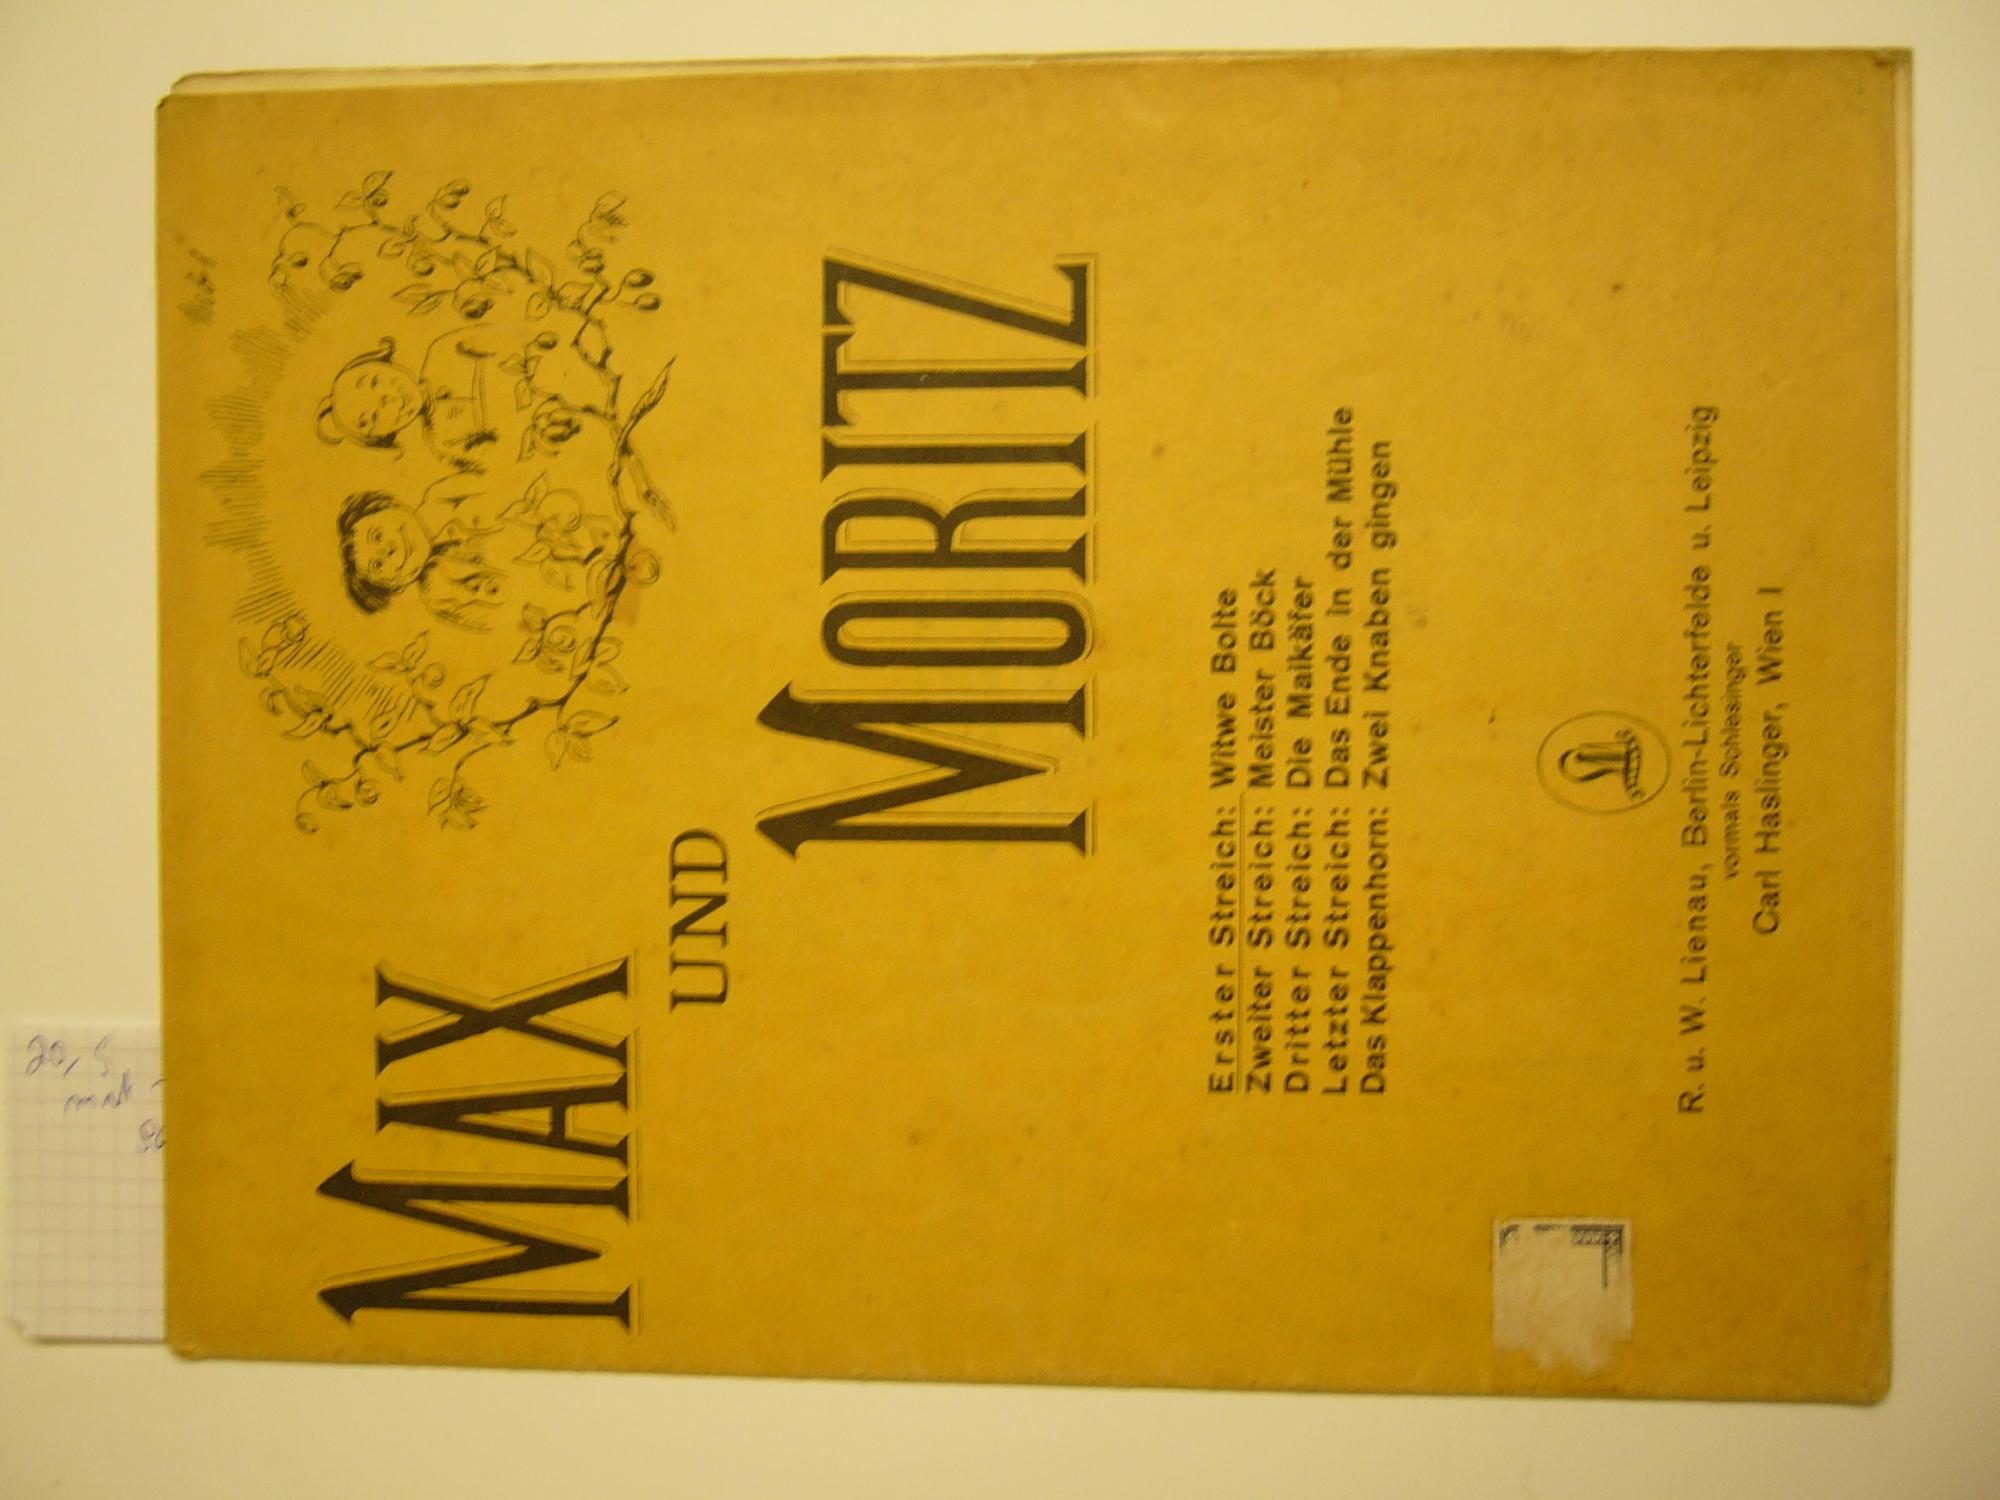 MAX
UND
MORITZ
Erster Streich: Witwe Bolte
Zweiter Streich: Meister Böck
Dritter Streich: Die Maikäfer
Letzter Streich: Das Ende in der Mühle
Das Klappenhorn: Zwei Knaben gingen
R. u. W. Lienau, Berlin-Lichterfelde u. Leipzig
vormals Schlesinger
Carl Haslinger, Wien I
20,5